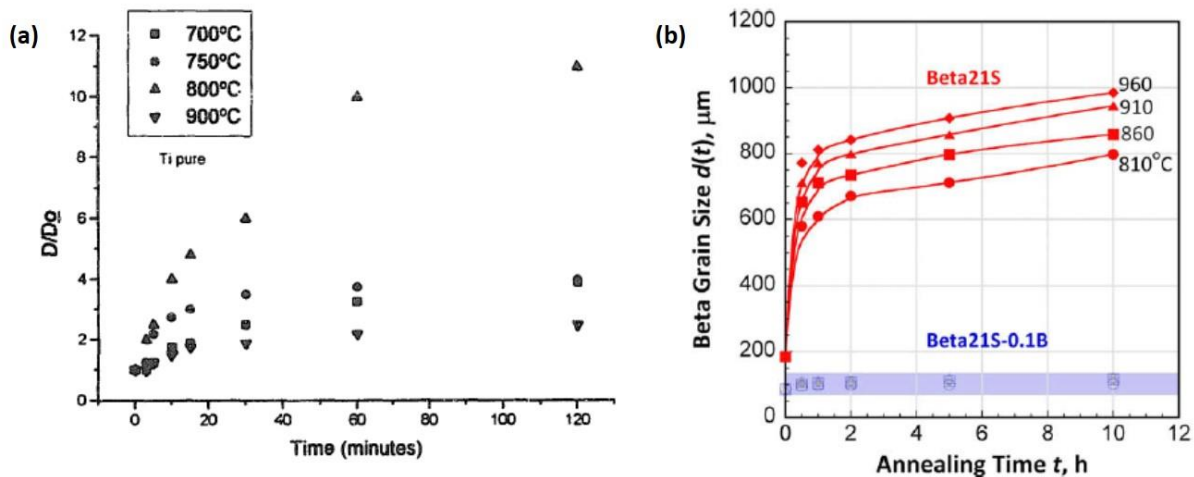 (a)
700°C
750°C
800°C
900°C
Ti pure
12
10
8
6
4
2
0
D/Do
0 20 40 60 80 100 120
Time (minutes)
(b)
1200
1000
800
600
400
200
0
Beta Grain Size d(t), μm
Beta21S
960
910
860
810°C
Beta21S-0.1B
0 2 4 6 8 10 12
Annealing Time t, h